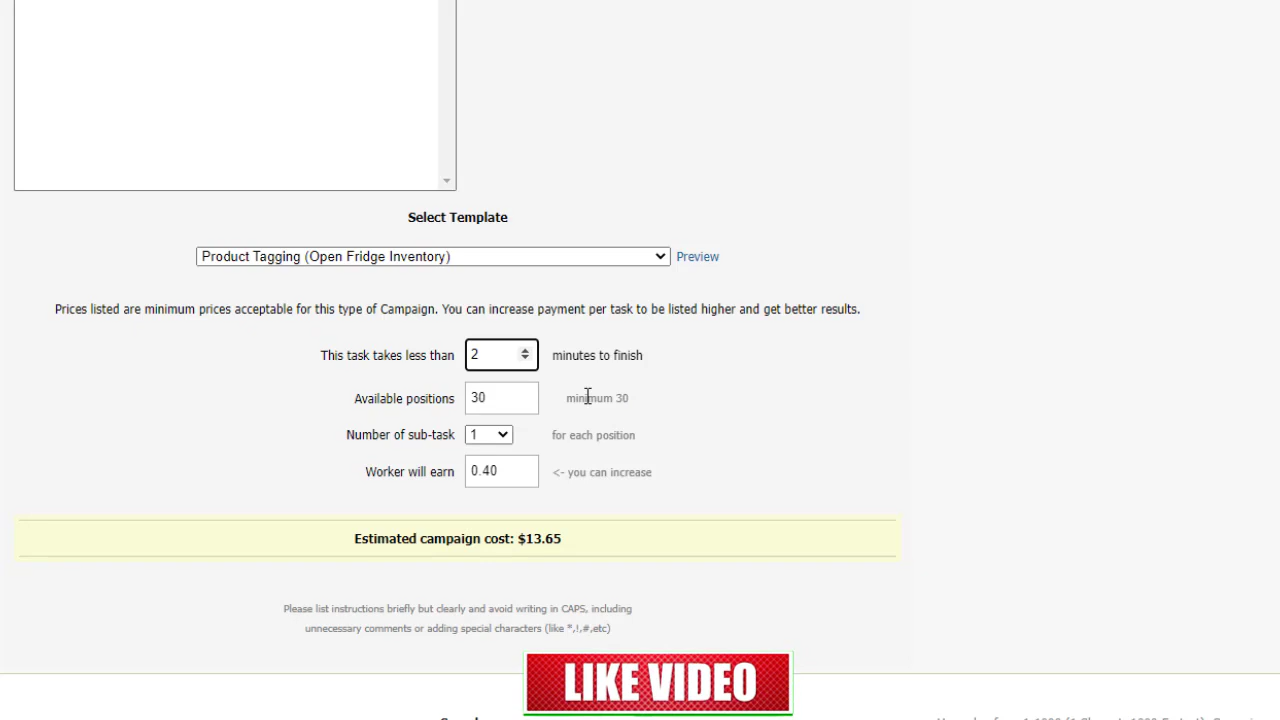 Select Template
Product Tagging (Open Fridge Inventory) Preview
Prices listed are minimum prices acceptable for this type of Campaign. You can increase payment per task to be listed higher and get better results.
This task takes less than 2 minutes to finish
Available positions 30 minimum 30
Number of sub-task 1 for each position
Worker will earn 0.40 <- you can increase
Estimated campaign cost: $13.65
Please list instructions briefly but clearly and avoid writing in CAPS, including
unnecessary comments or adding special characters (like *,!,#,etc)
LIKE VIDEO